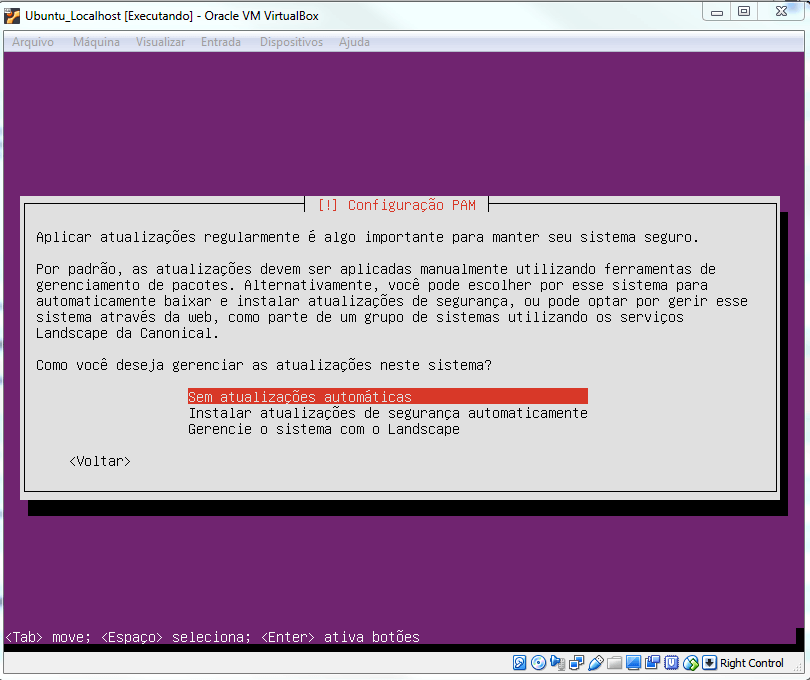 Ubuntu_Localhost [Executando] - Oracle VM VirtualBox
Arquivo Máquina Visualizar Entrada Dispositivos Ajuda
[!] Configuração PAM
Aplicar atualizações regularmente é algo importante para manter seu sistema seguro.
Por padrão, as atualizações devem ser aplicadas manualmente utilizando ferramentas de
gerenciamento de pacotes. Alternativamente, você pode escolher por esse sistema para
automaticamente baixar e instalar atualizações de segurança, ou pode optar por gerir esse
sistema através da web, como parte de um grupo de sistemas utilizando os serviços
Landscape da Canonical.
Como você deseja gerenciar as atualizações neste sistema?
Sem atualizações automáticas
Instalar atualizações de segurança automaticamente
Gerencie o sistema com o Landscape
<Voltar>
<Tab> move; <Espaço> seleciona; <Enter> ativa botões
Right Control